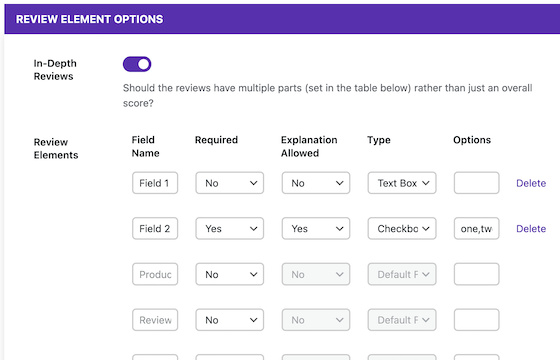 REVIEW ELEMENT OPTIONS
In-Depth
Reviews
Should the reviews have multiple parts (set in the table below) rather than just an overall
score?
Review
Elements
Field
Name
Required
Explanation
Allowed
Type
Options
Field 1 No No Text Box Delete
Field 2 Yes Yes Checkbo one,tw Delete
Produc No No Default F
Review No No Default F